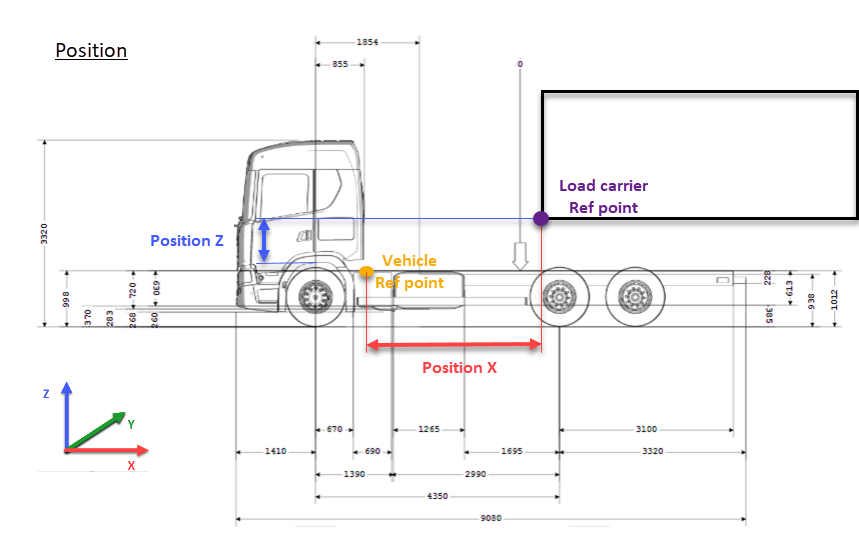 Position
1854
855
0
Load carrier
Ref point
3320
Position Z
Vehicle
Ref point
998
720
630
370
283
268
260
228
613
938
1012
385
Position X
Z
Y
X
670
1265
3100
1410
690
1695
3320
1390
2990
4350
9080